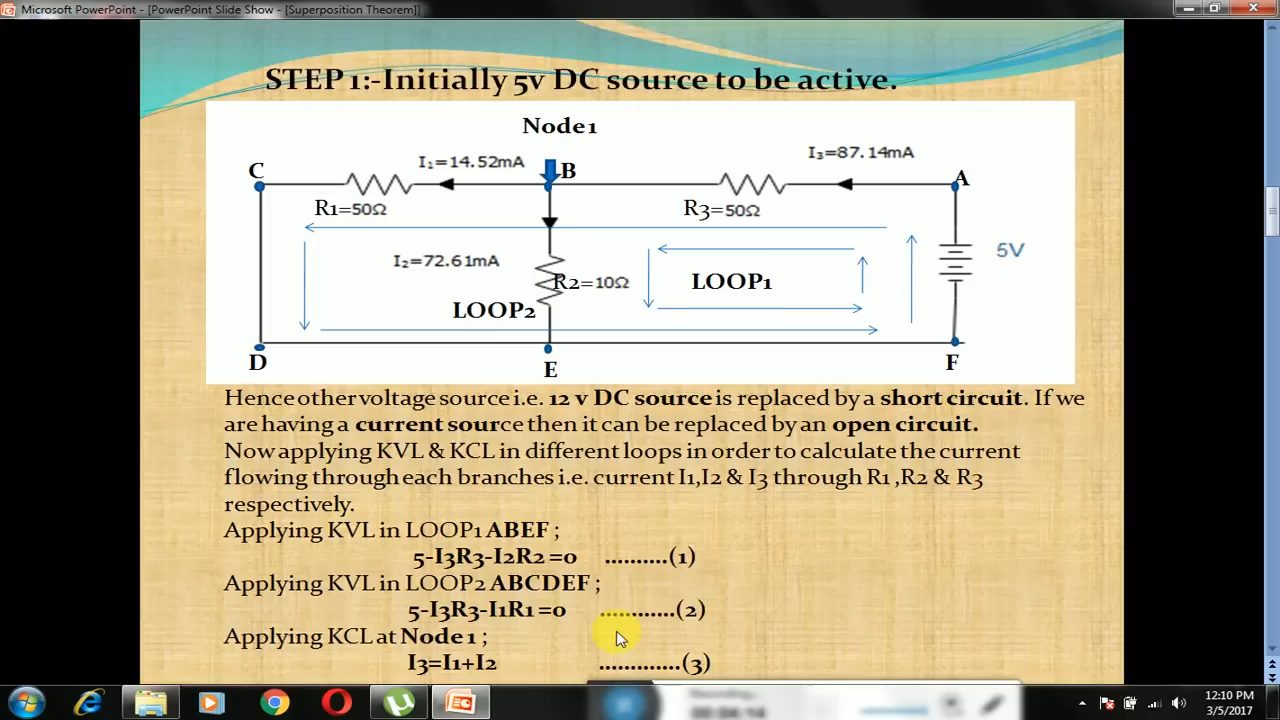 Microsoft PowerPoint - [PowerPoint Slide Show - [Superposition Theorem]]
STEP 1:-Initially 5v DC source to be active.
Node1
I₁=14.52mA
I₃=87.14mA
C
B
A
R1=50Ω
R3=50Ω
I₂=72.61mA
R2=10Ω
LOOP1
5V
LOOP2
D
E
F
Hence other voltage source i.e. 12 v DC source is replaced by a short circuit. If we
are having a current source then it can be replaced by an open circuit.
Now applying KVL & KCL in different loops in order to calculate the current
flowing through each branches i.e. current I1,I2 & I3 through R1 ,R2 & R3
respectively.
Applying KVL in LOOP1 ABEF ;
5-I3R3-I2R2 =0 ..........(1)
Applying KVL in LOOP2 ABCDEF ;
5-I3R3-I1R1 =0 ............(2)
Applying KCL at Node 1 ;
I3=I1+I2 .............(3)
Recording...
00:04:14
12:10 PM
3/5/2017